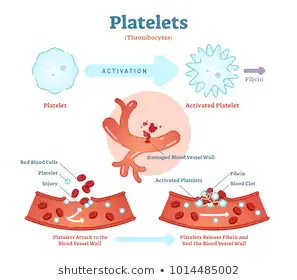 Platelets
(Thrombocytes)
ACTIVATION
Fibrin
Platelet
Activated Platelet
Damaged Blood Vessel Wall
Red Blood Cells
Platelet
Injury
Fibrin
Activated Platelets
Blood Clot
Platelets Attach to the
Blood Vessel Wall
Platelets Release Fibrin and
Seal the Blood Vessel Wall
shutterstock.com • 1014485002